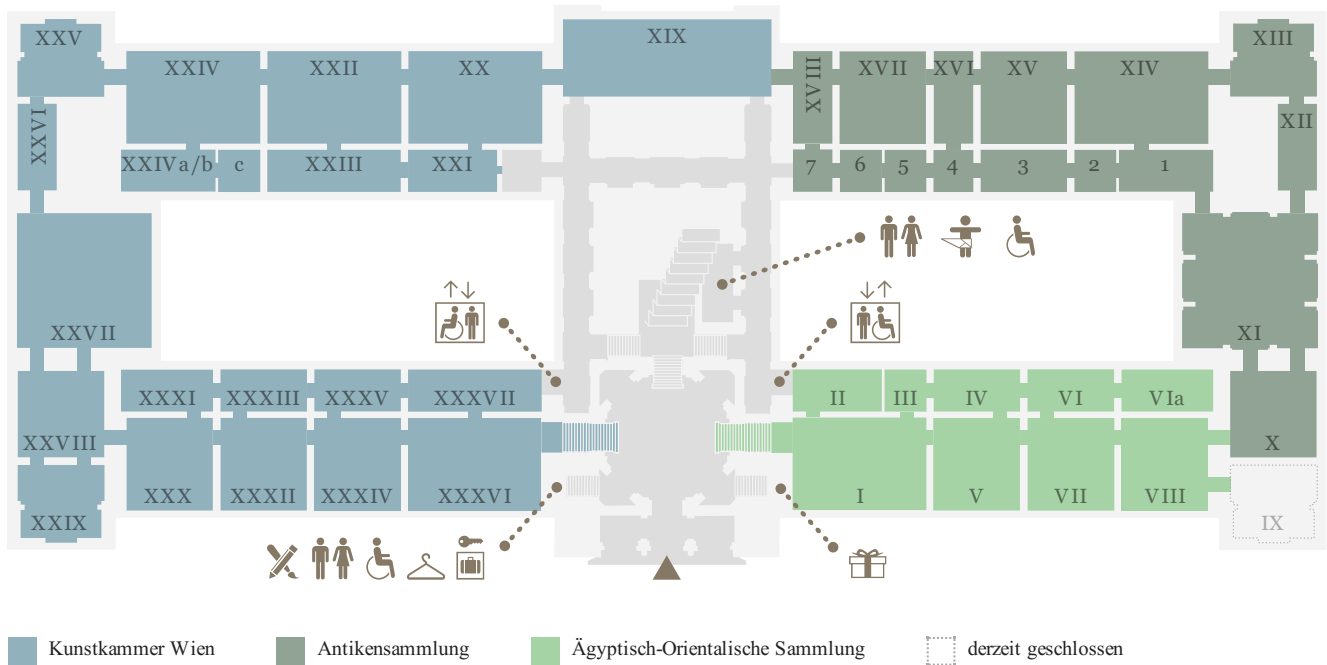 XXV
XXIV
XXII
XX
XIX
XVIII
XVII
XVI
XV
XIV
XIII
XXVI
XII
XXIVa/b
c
XXIII
XXI
7
6
5
4
3
2
1
XXVII
XI
XXXI
XXXIII
XXXV
XXXVII
II
III
IV
VI
VIa
XXVIII
X
XXX
XXXII
XXXIV
XXXVI
I
V
VII
VIII
XXIX
IX
Kunstkammer Wien
Antikensammlung
Ägyptisch-Orientalische Sammlung
derzeit geschlossen